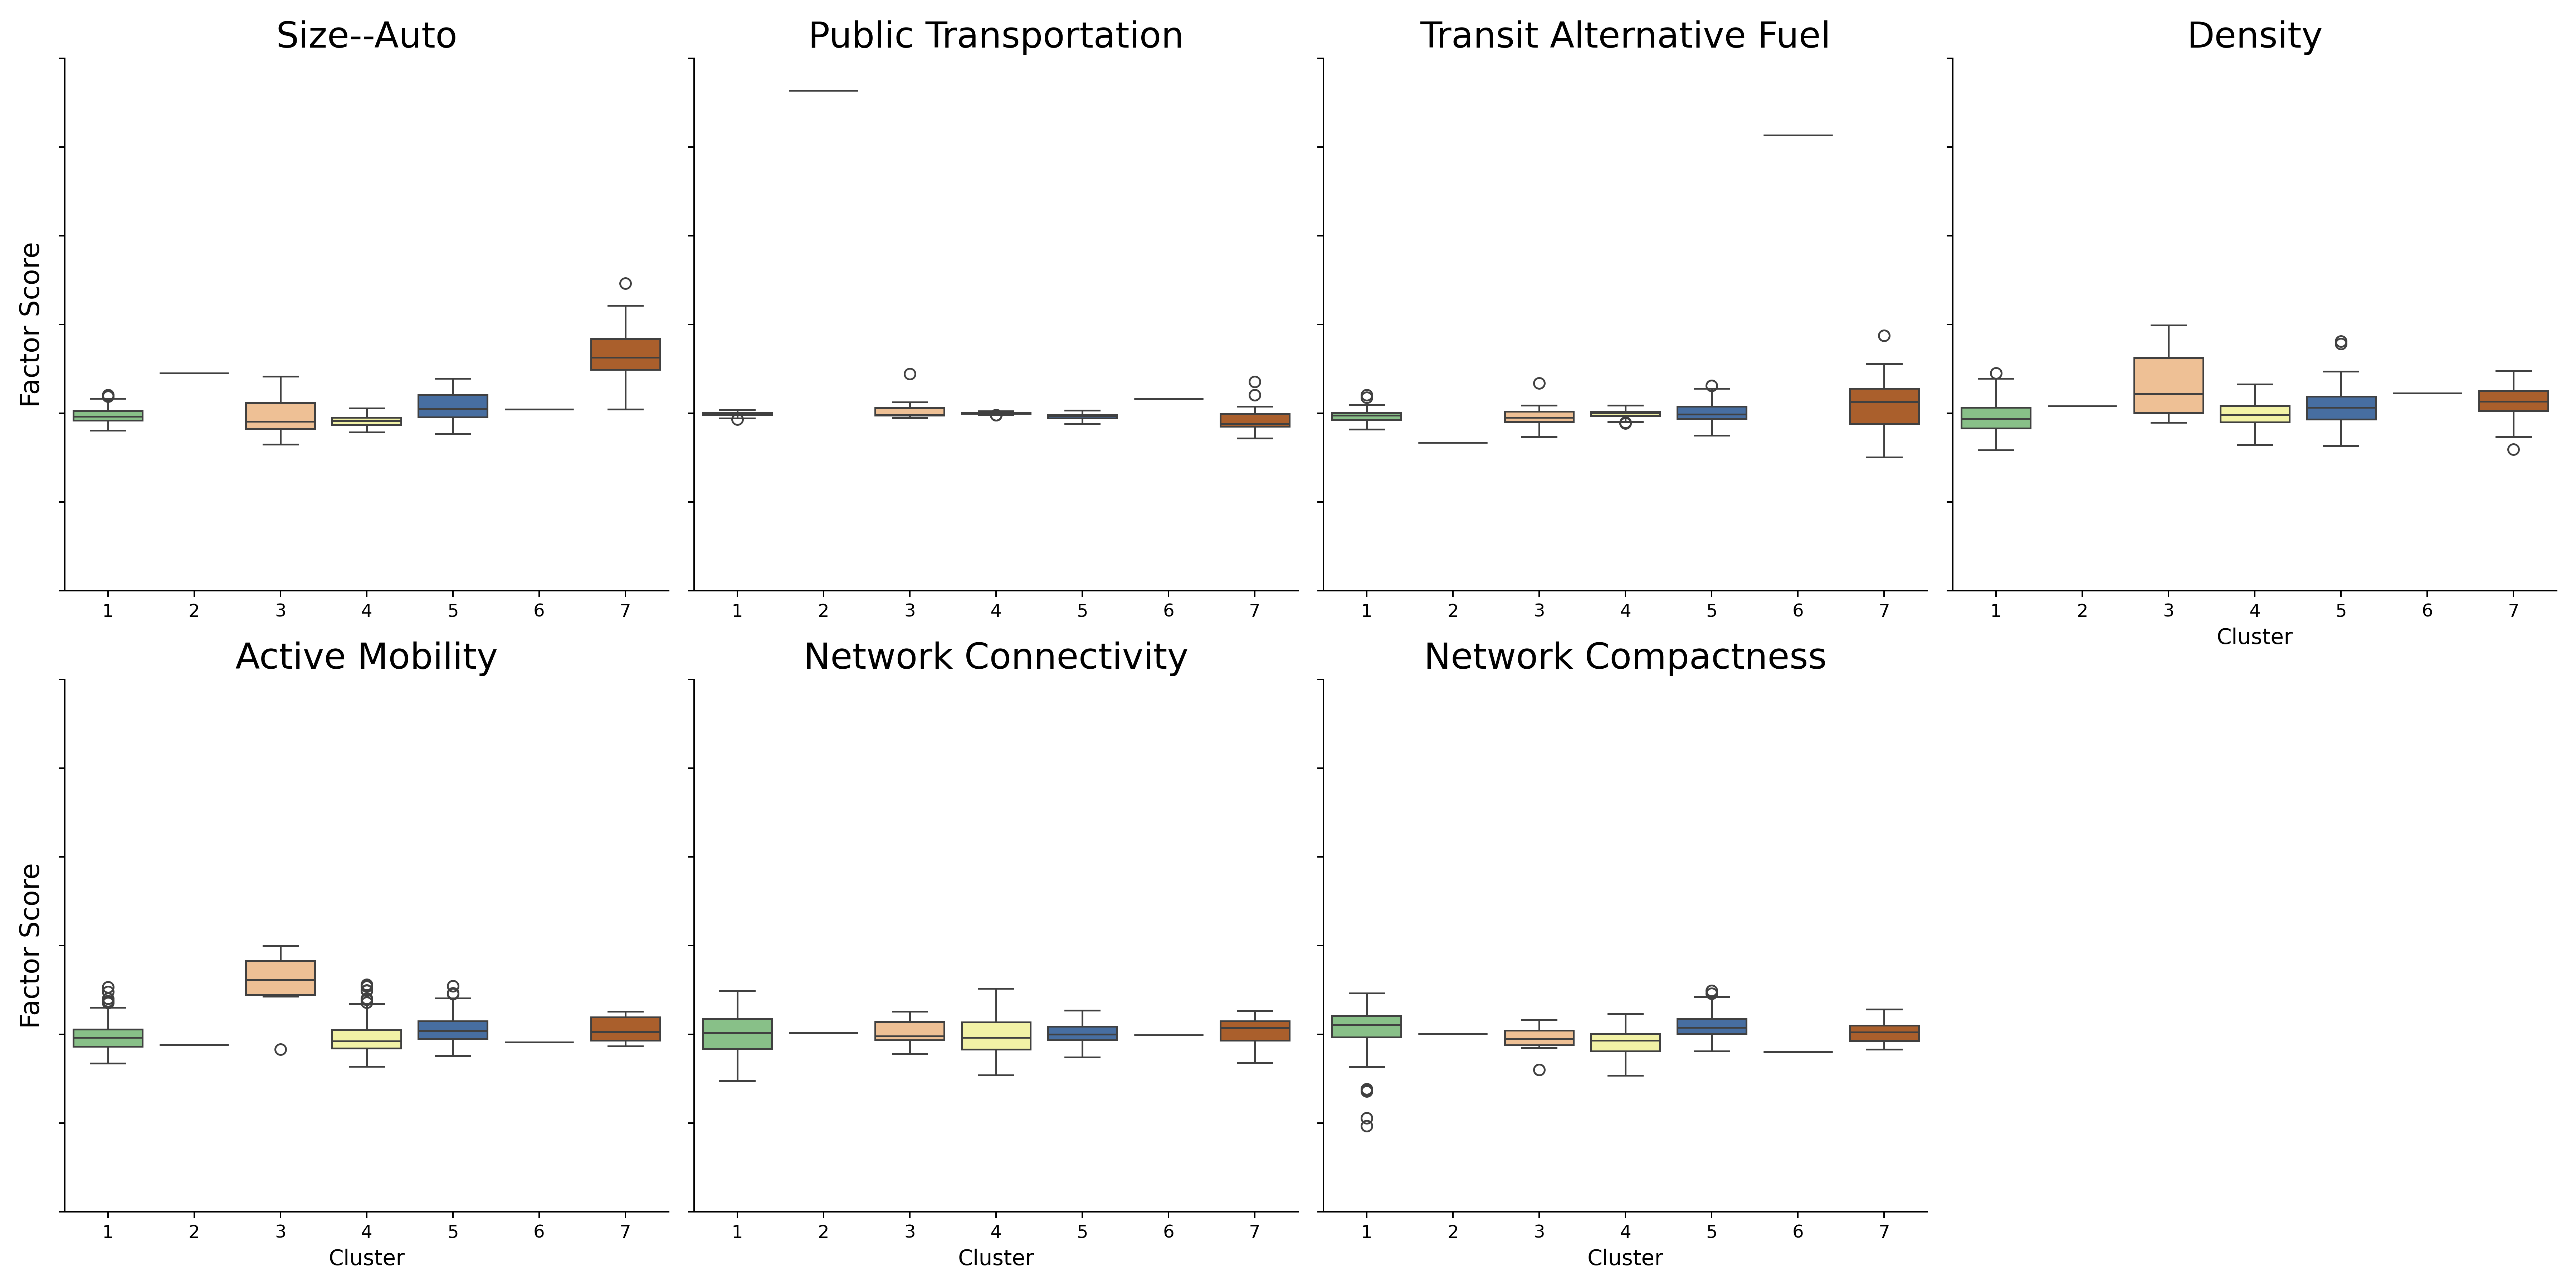 Size--Auto
Public Transportation
Transit Alternative Fuel
Density
Factor Score
1 2 3 4 5 6 7
1 2 3 4 5 6 7
1 2 3 4 5 6 7
1 2 3 4 5 6 7
Cluster
Active Mobility
Network Connectivity
Network Compactness
Factor Score
1 2 3 4 5 6 7
1 2 3 4 5 6 7
1 2 3 4 5 6 7
Cluster
Cluster
Cluster